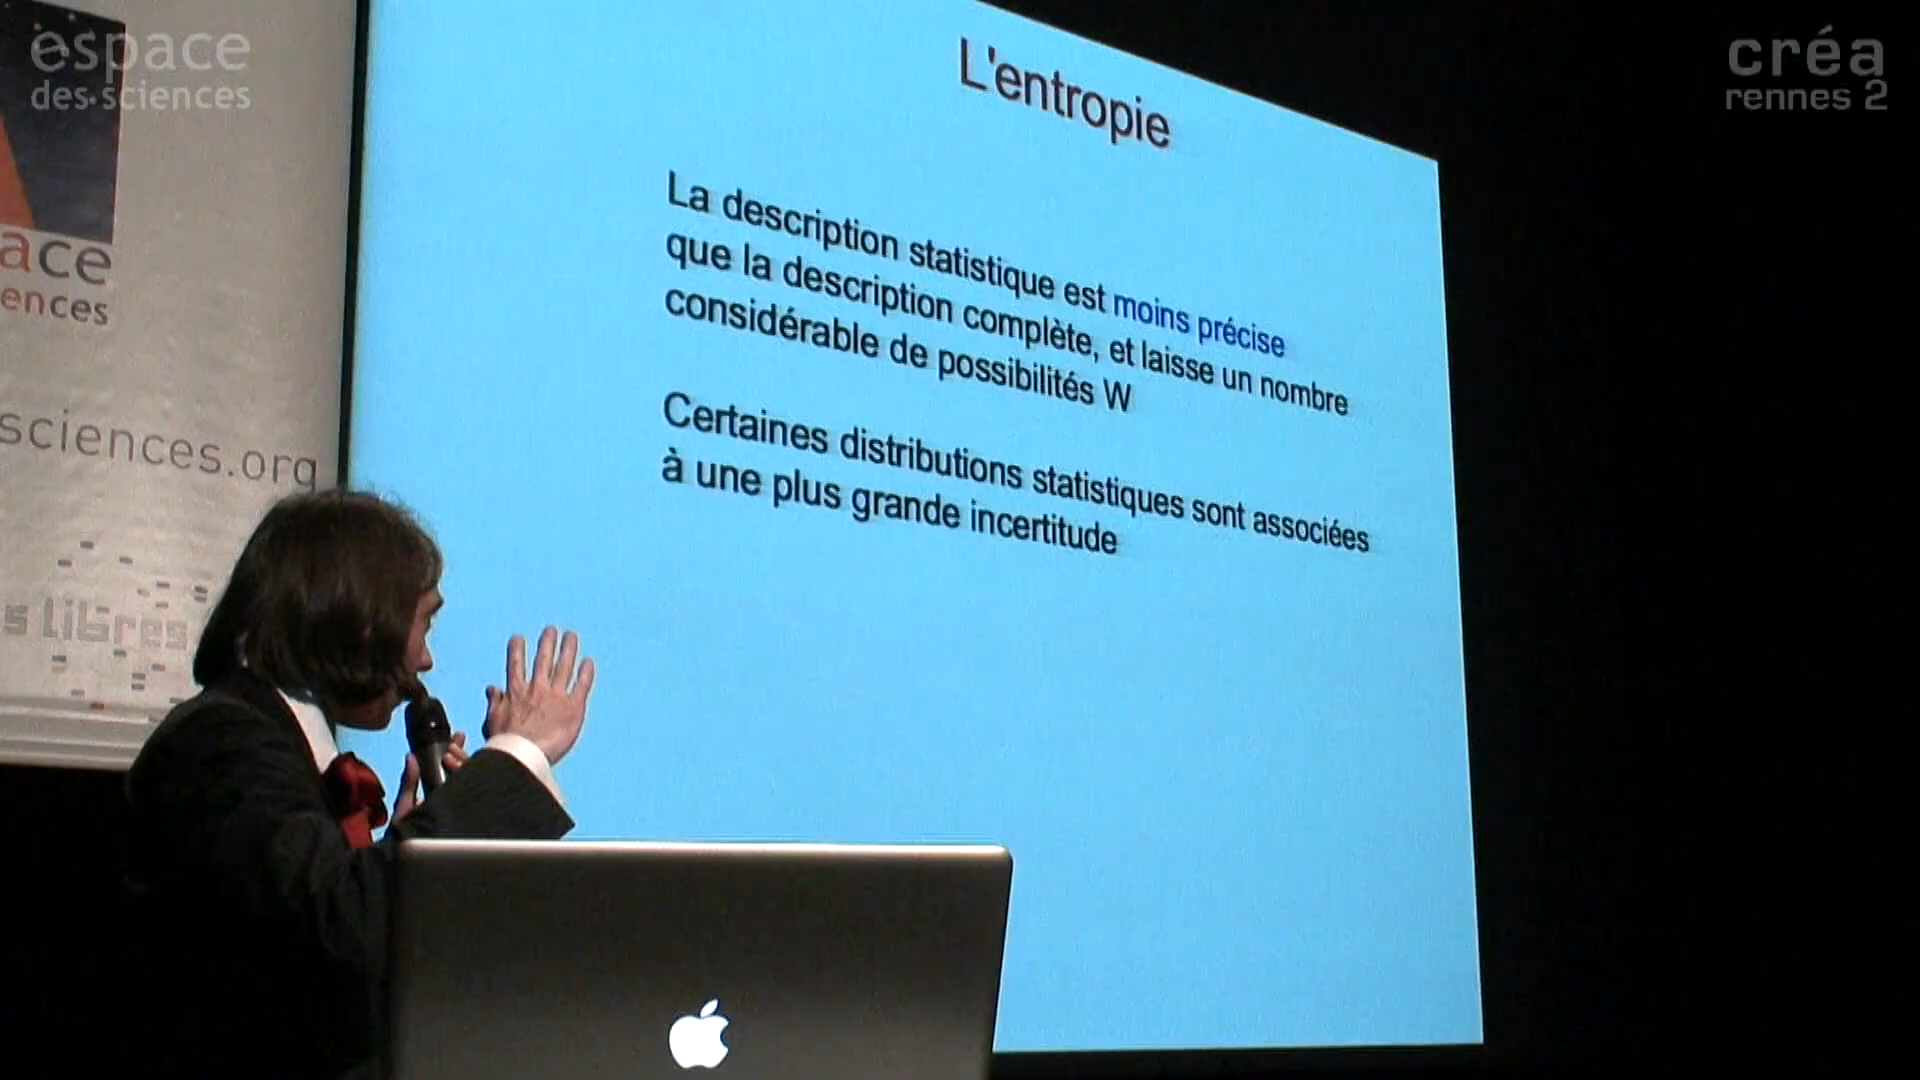 espace
des sciences
créa
rennes 2
L'entropie
La description statistique est moins précise
que la description complète, et laisse un nombre
considérable de possibilités W
Certaines distributions statistiques sont associées
à une plus grande incertitude
ace
ences
sciences.org
s libres